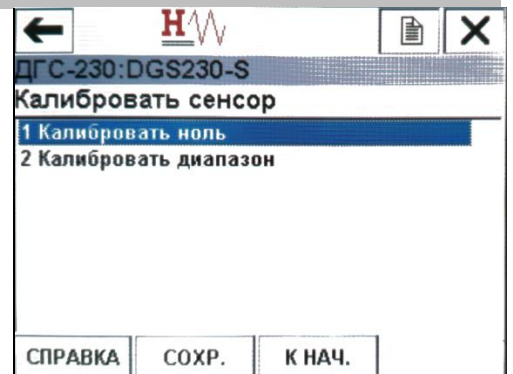 H
ДГС-230:DGS230-S
Калибровать сенсор
1 Калибровать ноль
2 Калибровать диапазон
СПРАВКА СОХР. К НАЧ.